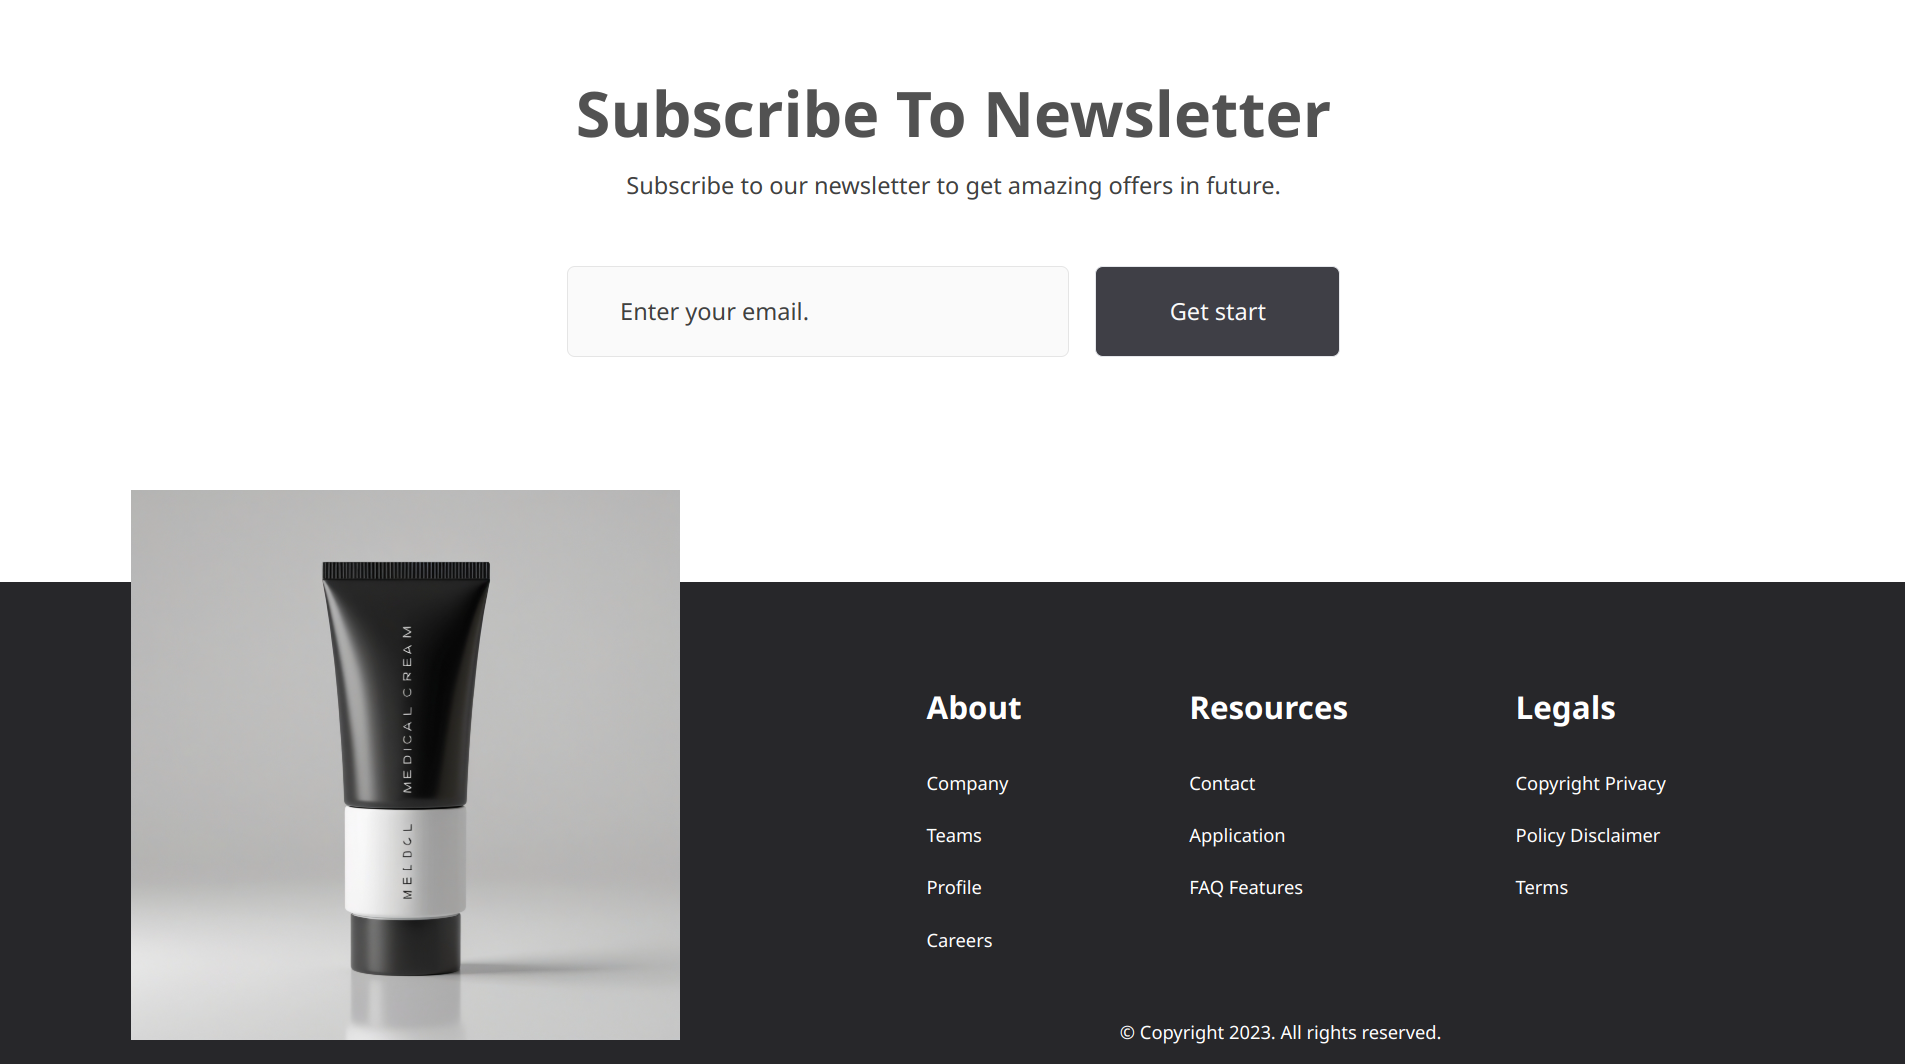 Subscribe To Newsletter
Subscribe to our newsletter to get amazing offers in future.
Enter your email.
Get start
MEDICAL CREAM
About
Resources
Legals
Company
Contact
Copyright Privacy
Teams
Application
Policy Disclaimer
Profile
FAQ Features
Terms
Careers
© Copyright 2023. All rights reserved.